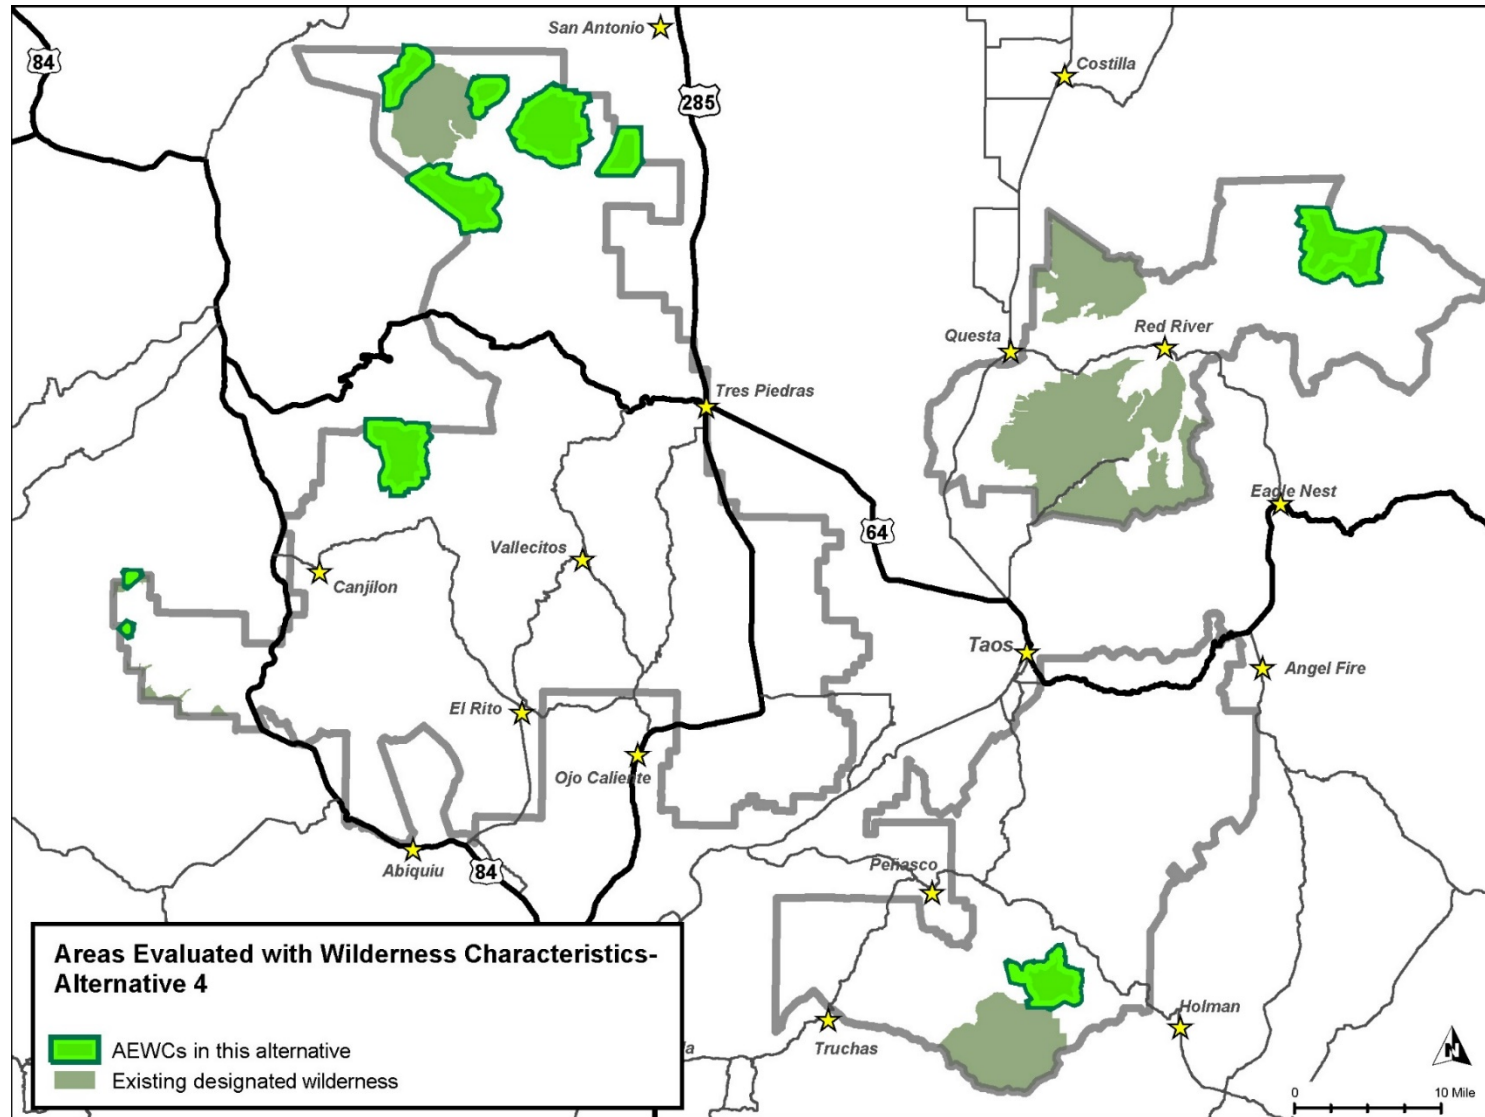 San Antonio
84
Costilla
285
Questa
Red River
Tres Piedras
Eagle Nest
64
Vallecitos
Canjilon
Taos
Angel Fire
El Rito
Ojo Caliente
Abiquiu
84
Peñasco
Areas Evaluated with Wilderness Characteristics-
Alternative 4
AEWCs in this alternative
Existing designated wilderness
la
Truchas
Holman
N
0 10 Mile